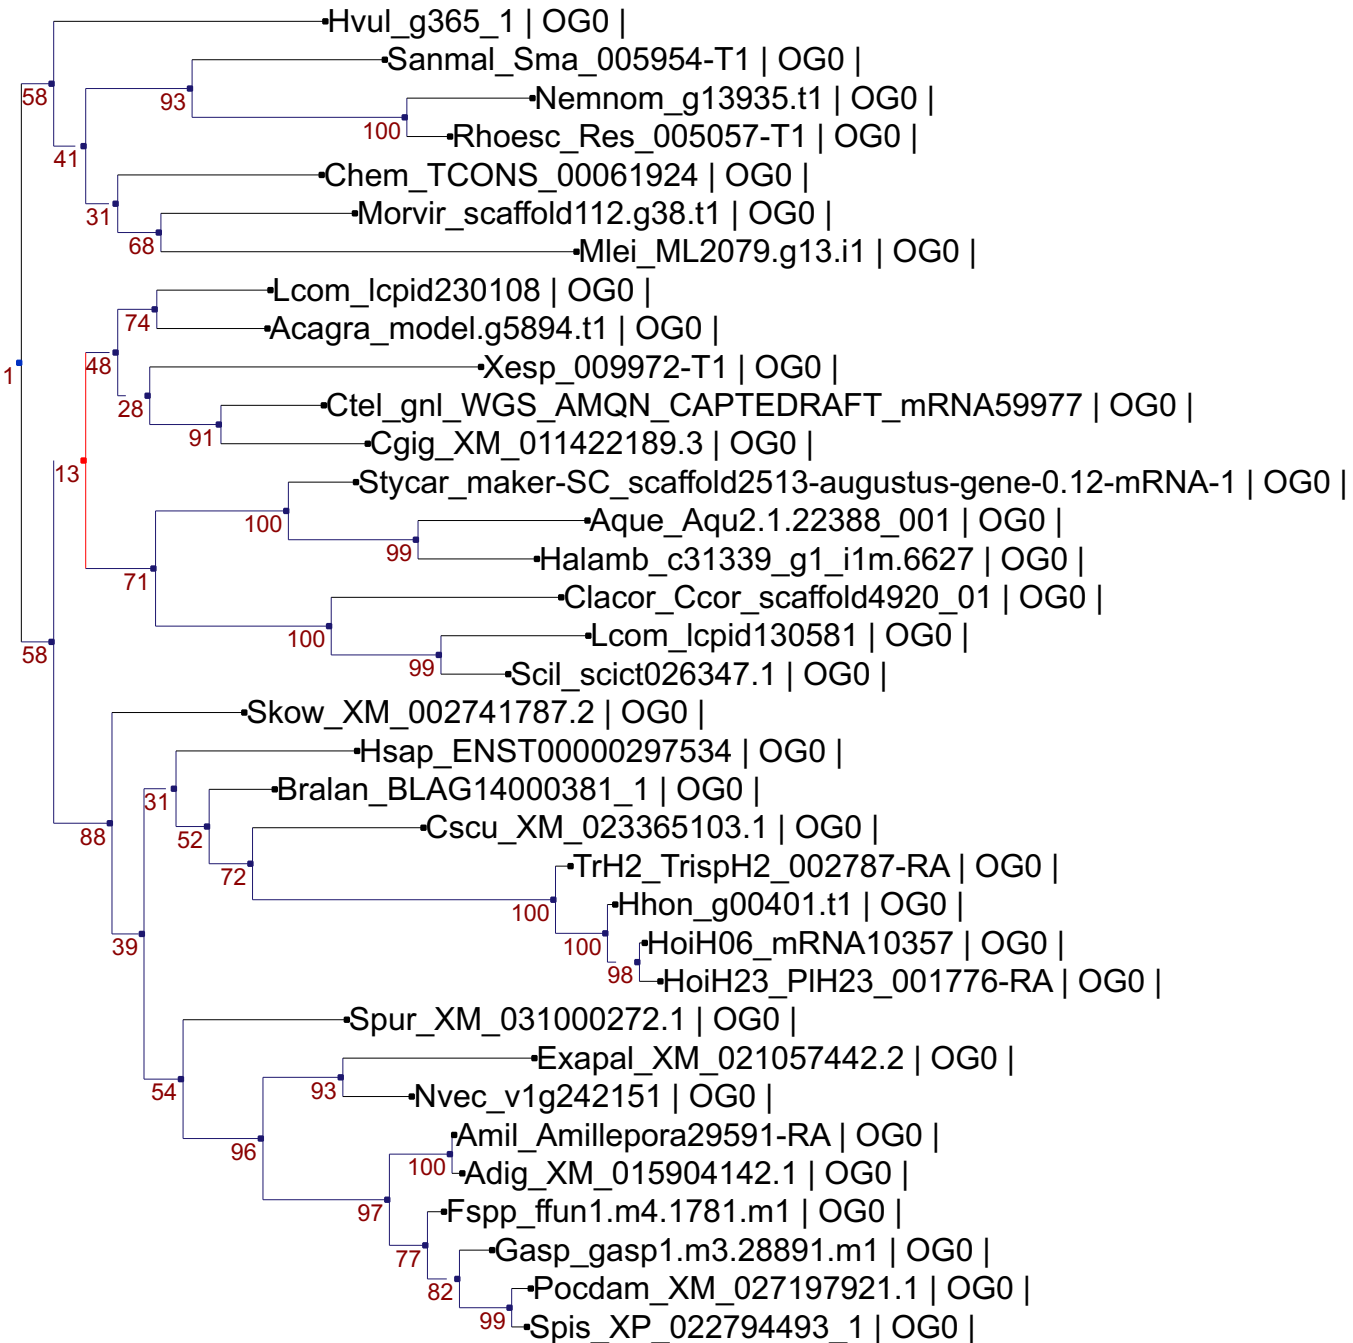 Hvul_g365_1 | OG0 |
Sanmal_Sma_005954-T1 | OG0 |
58
93
Nemnom_g13935.t1 | OG0 |
100
Rhoesc_Res_005057-T1 | OG0 |
41
Chem_TCONS_00061924 | OG0 |
31
Morvir_scaffold112.g38.t1 | OG0 |
68
Mlei_ML2079.g13.i1 | OG0 |
Lcom_lcpid230108 | OG0 |
74
Acagra_model.g5894.t1 | OG0 |
48
Xesp_009972-T1 | OG0 |
1
28
Ctel_gnl_WGS_AMQN_CAPTEDRAFT_mRNA59977 | OG0 |
91
Cgig_XM_011422189.3 | OG0 |
13
Stycar_maker-SC_scaffold2513-augustus-gene-0.12-mRNA-1 | OG0 |
100
Aque_Aqu2.1.22388_001 | OG0 |
99
Halamb_c31339_g1_i1m.6627 | OG0 |
71
Clacor_Ccor_scaffold4920_01 | OG0 |
100
Lcom_lcpid130581 | OG0 |
58
99
Scil_scict026347.1 | OG0 |
Skow_XM_002741787.2 | OG0 |
Hsap_ENST00000297534 | OG0 |
31
Bralan_BLAG14000381_1 | OG0 |
88
52
Cscu_XM_023365103.1 | OG0 |
72
TrH2_TrispH2_002787-RA | OG0 |
100
Hhon_g00401.t1 | OG0 |
39
100
HoiH06_mRNA10357 | OG0 |
98
HoiH23_PlH23_001776-RA | OG0 |
Spur_XM_031000272.1 | OG0 |
Exapal_XM_021057442.2 | OG0 |
54
93
Nvec_v1g242151 | OG0 |
96
Amil_Amillepora29591-RA | OG0 |
100
Adig_XM_015904142.1 | OG0 |
97
Fspp_ffun1.m4.1781.m1 | OG0 |
77
Gasp_gasp1.m3.28891.m1 | OG0 |
82
Pocdam_XM_027197921.1 | OG0 |
99
Spis_XP_022794493_1 | OG0 |